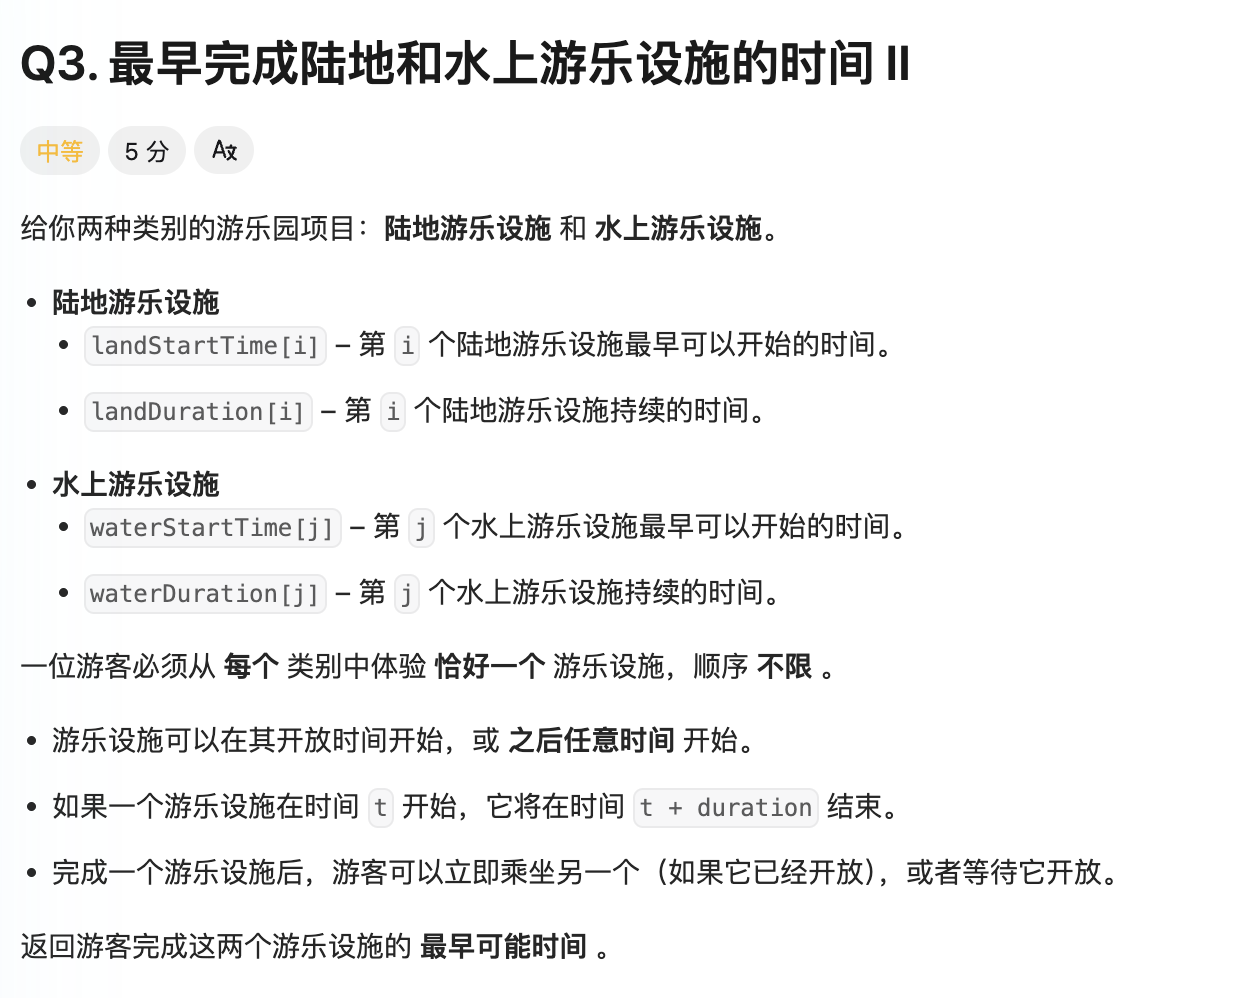 Q3. 最早完成陆地和水上游乐设施的时间 II
中等 5 分
给你两种类别的游乐园项目：陆地游乐设施 和 水上游乐设施。
• 陆地游乐设施
• landStartTime[i] – 第 i 个陆地游乐设施最早可以开始的时间。
• landDuration[i] – 第 i 个陆地游乐设施持续的时间。
• 水上游乐设施
• waterStartTime[j] – 第 j 个水上游乐设施最早可以开始的时间。
• waterDuration[j] – 第 j 个水上游乐设施持续的时间。
一位游客必须从 每个 类别中体验 恰好一个 游乐设施，顺序 不限 。
• 游乐设施可以在其开放时间开始，或 之后任意时间 开始。
• 如果一个游乐设施在时间 t 开始，它将在时间 t + duration 结束。
• 完成一个游乐设施后，游客可以立即乘坐另一个（如果它已经开放），或者等待它开放。
返回游客完成这两个游乐设施的 最早可能时间 。